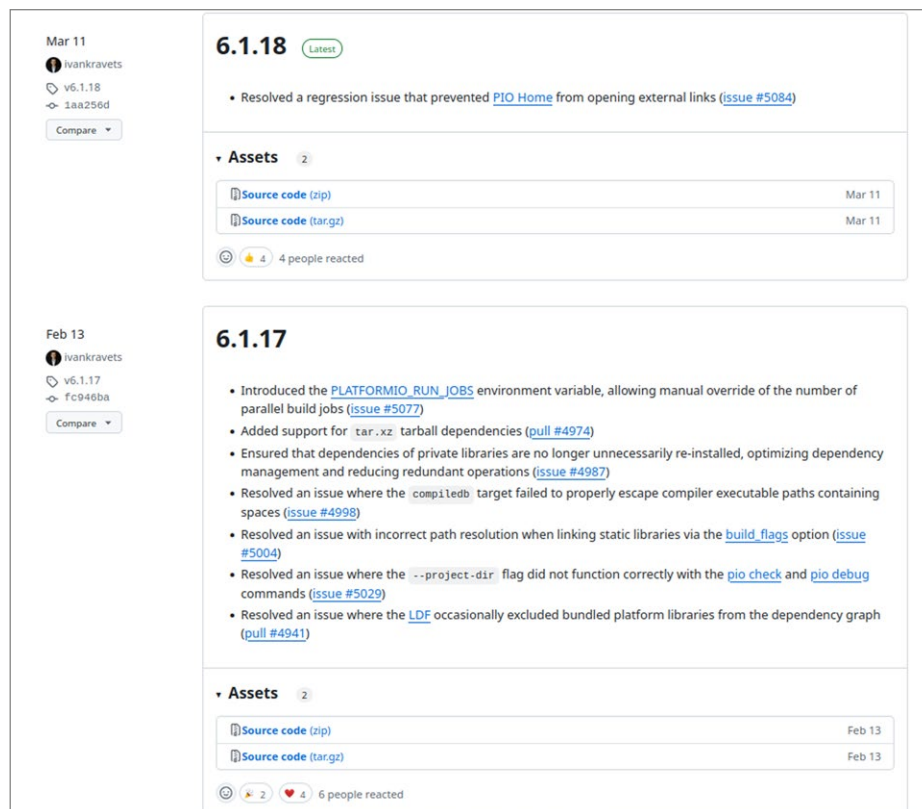 Mar 11
ivankravets
v6.1.18
1aa256d
Compare
6.1.18 Latest
Resolved a regression issue that prevented PIO Home from opening external links (issue #5084)
Assets 2
Source code (zip) Mar 11
Source code (tar.gz) Mar 11
4 4 people reacted
Feb 13
ivankravets
v6.1.17
fc946ba
Compare
6.1.17
Introduced the PLATFORMIO_RUN_JOBS environment variable, allowing manual override of the number of
parallel build jobs (issue #5077)
Added support for tar.xz tarball dependencies (pull #4974)
Ensured that dependencies of private libraries are no longer unnecessarily re-installed, optimizing dependency
management and reducing redundant operations (issue #4987)
Resolved an issue where the compiledb target failed to properly escape compiler executable paths containing
spaces (issue #4998)
Resolved an issue with incorrect path resolution when linking static libraries via the build_flags option (issue
#5004)
Resolved an issue where the --project-dir flag did not function correctly with the pio check and pio debug
commands (issue #5029)
Resolved an issue where the LDF occasionally excluded bundled platform libraries from the dependency graph
(pull #4941)
Assets 2
Source code (zip) Feb 13
Source code (tar.gz) Feb 13
2 4 6 people reacted